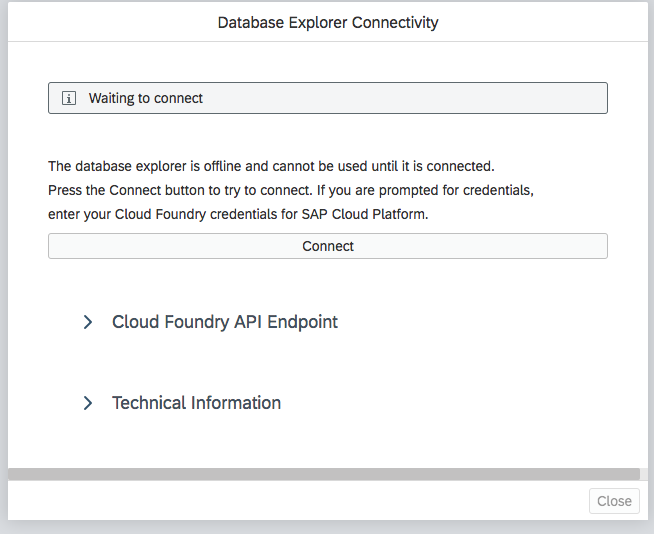 Database Explorer Connectivity
Waiting to connect
The database explorer is offline and cannot be used until it is connected.
Press the Connect button to try to connect. If you are prompted for credentials,
enter your Cloud Foundry credentials for SAP Cloud Platform.
Connect
Cloud Foundry API Endpoint
Technical Information
Close